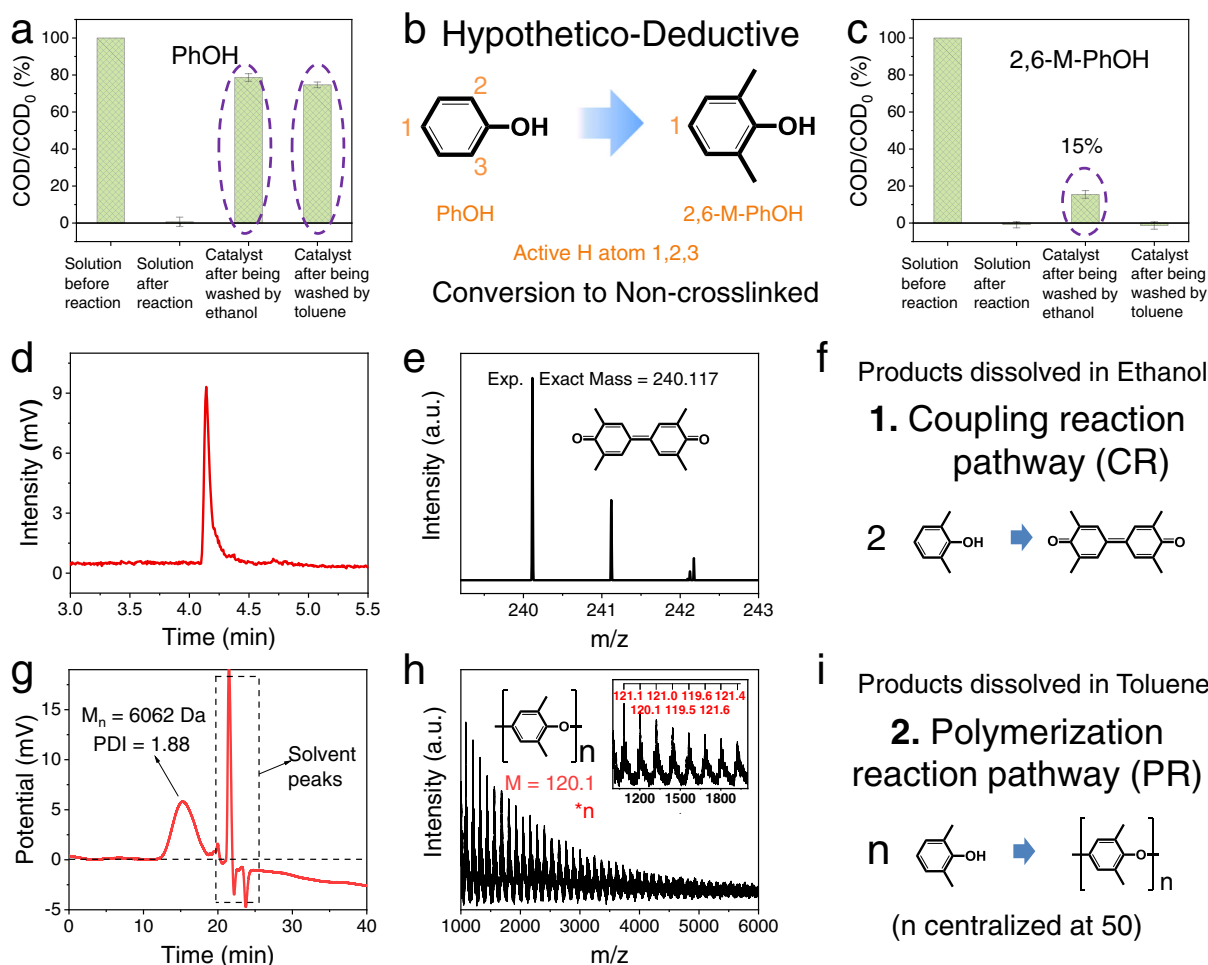 a
COD/COD0 (%)
100
80
60
40
20
0
PhOH
Solution before reaction
Solution after reaction
Catalyst after being washed by ethanol
Catalyst after being washed by toluene
b
Hypothetico-Deductive
2
1
OH
3
1
OH
PhOH
2,6-M-PhOH
Active H atom 1,2,3
Conversion to Non-crosslinked
c
COD/COD0 (%)
100
80
60
40
20
0
2,6-M-PhOH
15%
Solution before reaction
Solution after reaction
Catalyst after being washed by ethanol
Catalyst after being washed by toluene
d
Intensity (mV)
9
6
3
0
3.0 3.5 4.0 4.5 5.0 5.5
Time (min)
e
Intensity (a.u.)
Exp. Exact Mass = 240.117
O O
240 241 242 243
m/z
f
Products dissolved in Ethanol
1. Coupling reaction
pathway (CR)
2 OH O O
g
Potential (mV)
15
10
5
0
-5
Mn = 6062 Da
PDI = 1.88
Solvent
peaks
0 10 20 30 40
Time (min)
h
Intensity (a.u.)
O n
M = 120.1
*n
121.1 121.0 119.6 121.4
120.1 119.5 121.6
1200 1500 1800
1000 2000 3000 4000 5000 6000
m/z
i
Products dissolved in Toluene
2. Polymerization
reaction pathway (PR)
n OH O n
(n centralized at 50)